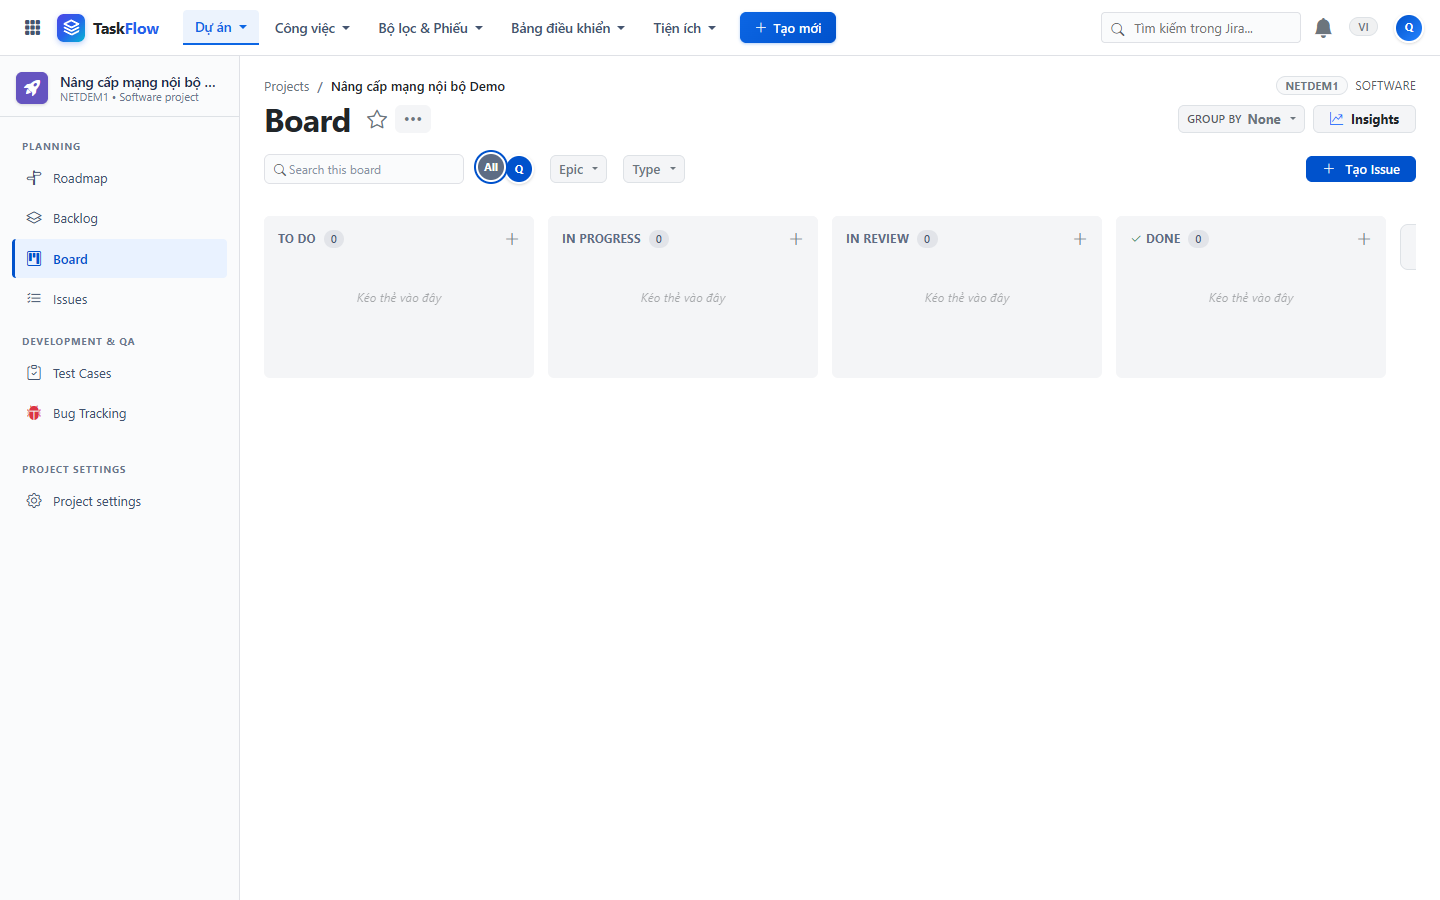 TaskFlow
Dự án
Công việc
Bộ lọc & Phiếu
Bảng điều khiển
Tiện ích
Tạo mới
Tìm kiếm trong Jira...
VI
Q
Nâng cấp mạng nội bộ ...
NETDEM1 • Software project
PLANNING
Roadmap
Backlog
Board
Issues
DEVELOPMENT & QA
Test Cases
Bug Tracking
PROJECT SETTINGS
Project settings
Projects / Nâng cấp mạng nội bộ Demo
NETDEM1 SOFTWARE
Board
GROUP BY None
Insights
Search this board
All
Q
Epic
Type
Tạo Issue
TO DO 0
Kéo thẻ vào đây
IN PROGRESS 0
Kéo thẻ vào đây
IN REVIEW 0
Kéo thẻ vào đây
DONE 0
Kéo thẻ vào đây